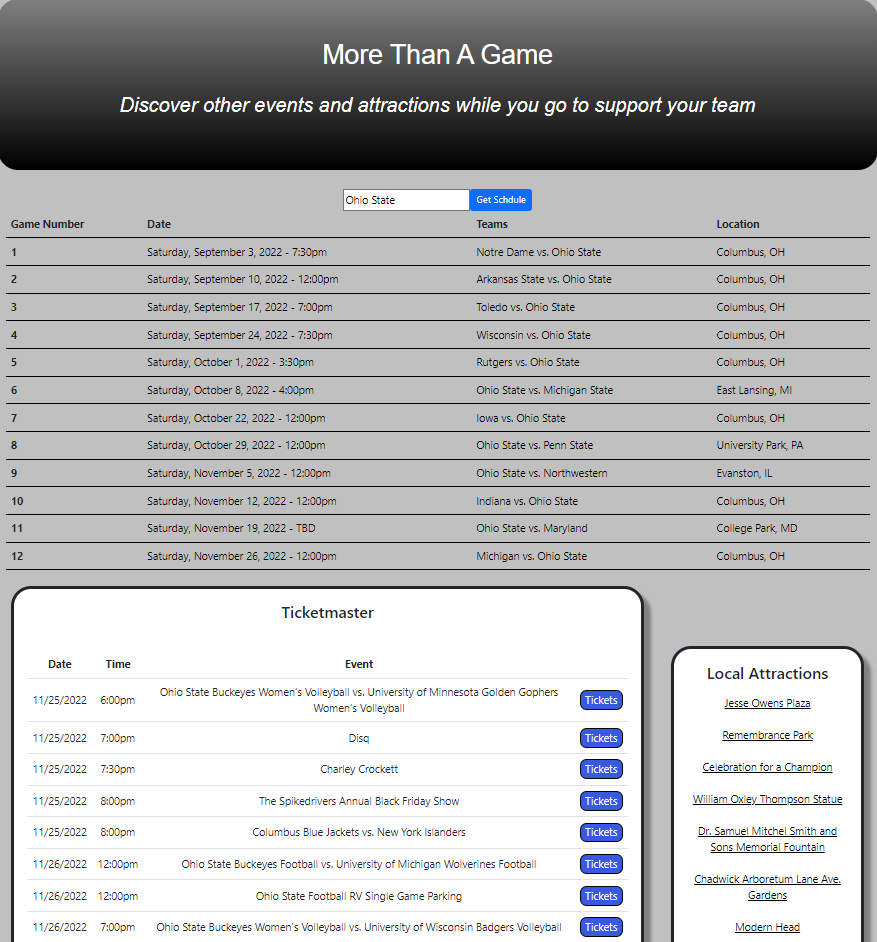 More Than A Game
Discover other events and attractions while you go to support your team
Ohio State Get Schdule
Game Number Date Teams Location
1 Saturday, September 3, 2022 - 7:30pm Notre Dame vs. Ohio State Columbus, OH
2 Saturday, September 10, 2022 - 12:00pm Arkansas State vs. Ohio State Columbus, OH
3 Saturday, September 17, 2022 - 7:00pm Toledo vs. Ohio State Columbus, OH
4 Saturday, September 24, 2022 - 7:30pm Wisconsin vs. Ohio State Columbus, OH
5 Saturday, October 1, 2022 - 3:30pm Rutgers vs. Ohio State Columbus, OH
6 Saturday, October 8, 2022 - 4:00pm Ohio State vs. Michigan State East Lansing, MI
7 Saturday, October 22, 2022 - 12:00pm Iowa vs. Ohio State Columbus, OH
8 Saturday, October 29, 2022 - 12:00pm Ohio State vs. Penn State University Park, PA
9 Saturday, November 5, 2022 - 12:00pm Ohio State vs. Northwestern Evanston, IL
10 Saturday, November 12, 2022 - 12:00pm Indiana vs. Ohio State Columbus, OH
11 Saturday, November 19, 2022 - TBD Ohio State vs. Maryland College Park, MD
12 Saturday, November 26, 2022 - 12:00pm Michigan vs. Ohio State Columbus, OH
Ticketmaster
Date Time Event
11/25/2022 6:00pm Ohio State Buckeyes Women's Volleyball vs. University of Minnesota Golden Gophers
Women's Volleyball Tickets
11/25/2022 7:00pm Disq Tickets
11/25/2022 7:30pm Charley Crockett Tickets
11/25/2022 8:00pm The Spikedrivers Annual Black Friday Show Tickets
11/25/2022 8:00pm Columbus Blue Jackets vs. New York Islanders Tickets
11/26/2022 12:00pm Ohio State Buckeyes Football vs. University of Michigan Wolverines Football Tickets
11/26/2022 12:00pm Ohio State Football RV Single Game Parking Tickets
11/26/2022 7:00pm Ohio State Buckeyes Women's Volleyball vs. University of Wisconsin Badgers Volleyball Tickets
Local Attractions
Jesse Owens Plaza
Remembrance Park
Celebration for a Champion
William Oxley Thompson Statue
Dr. Samuel Mitchel Smith and
Sons Memorial Fountain
Chadwick Arboretum Lane Ave.
Gardens
Modern Head